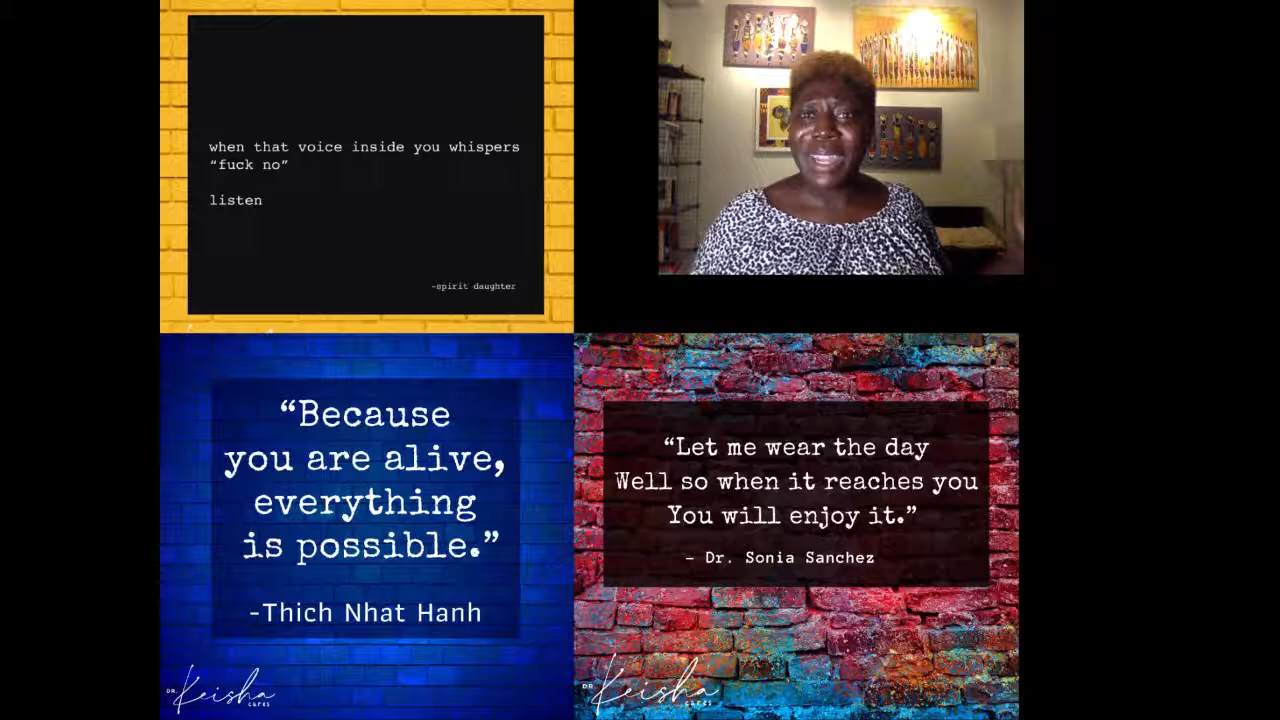 when that voice inside you whispers
“fuck no”
listen
-spirit daughter
“Because
you are alive,
everything
is possible.”
-Thich Nhat Hanh
DR. Keisha
CARES
“Let me wear the day
Well so when it reaches you
You will enjoy it.”
- Dr. Sonia Sanchez
DR. Keisha
CARES